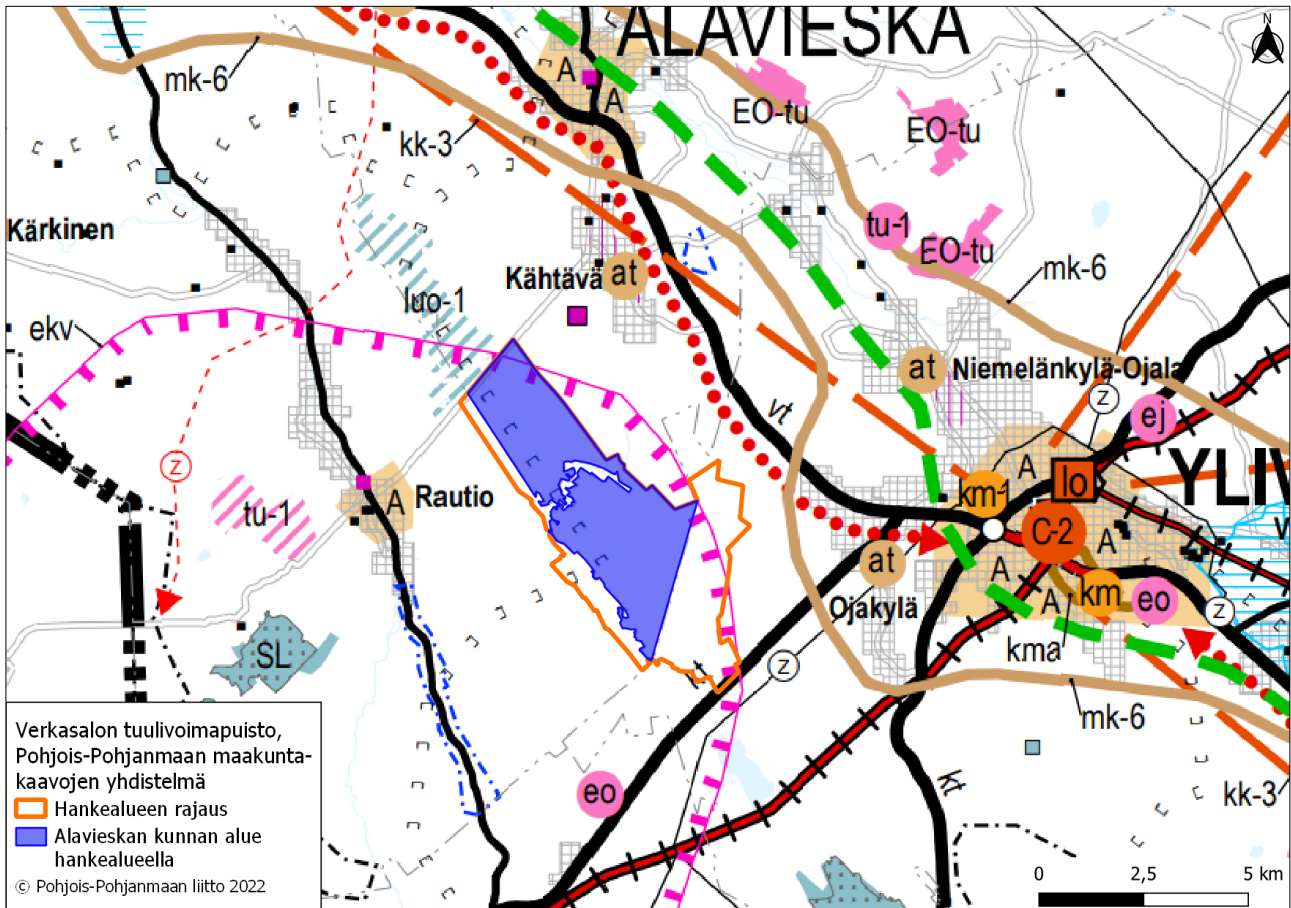 ALAVIESKA
N
mk-6
A
A
kk-3
EO-tu
EO-tu
Kärkinen
tu-1
EO-tu
mk-6
Kähtävä
at
luo-1
ekv
at
Niemelänkylä-Ojala
z
vt
ej
A
lo
YLIV
km-1
z
tu-1
A
Rautio
C-2
A
V
at
A
A
km
eo
z
Ojakylä
kma
SL
vt
z
mk-6
kt
eo
kk-3
Verkasalon tuulivoimapuisto,
Pohjois-Pohjanmaan maakunta-
kaavojen yhdistelmä
Hankealueen rajaus
Alavieskan kunnan alue
hankealueella
© Pohjois-Pohjanmaan liitto 2022
0 2,5 5 km